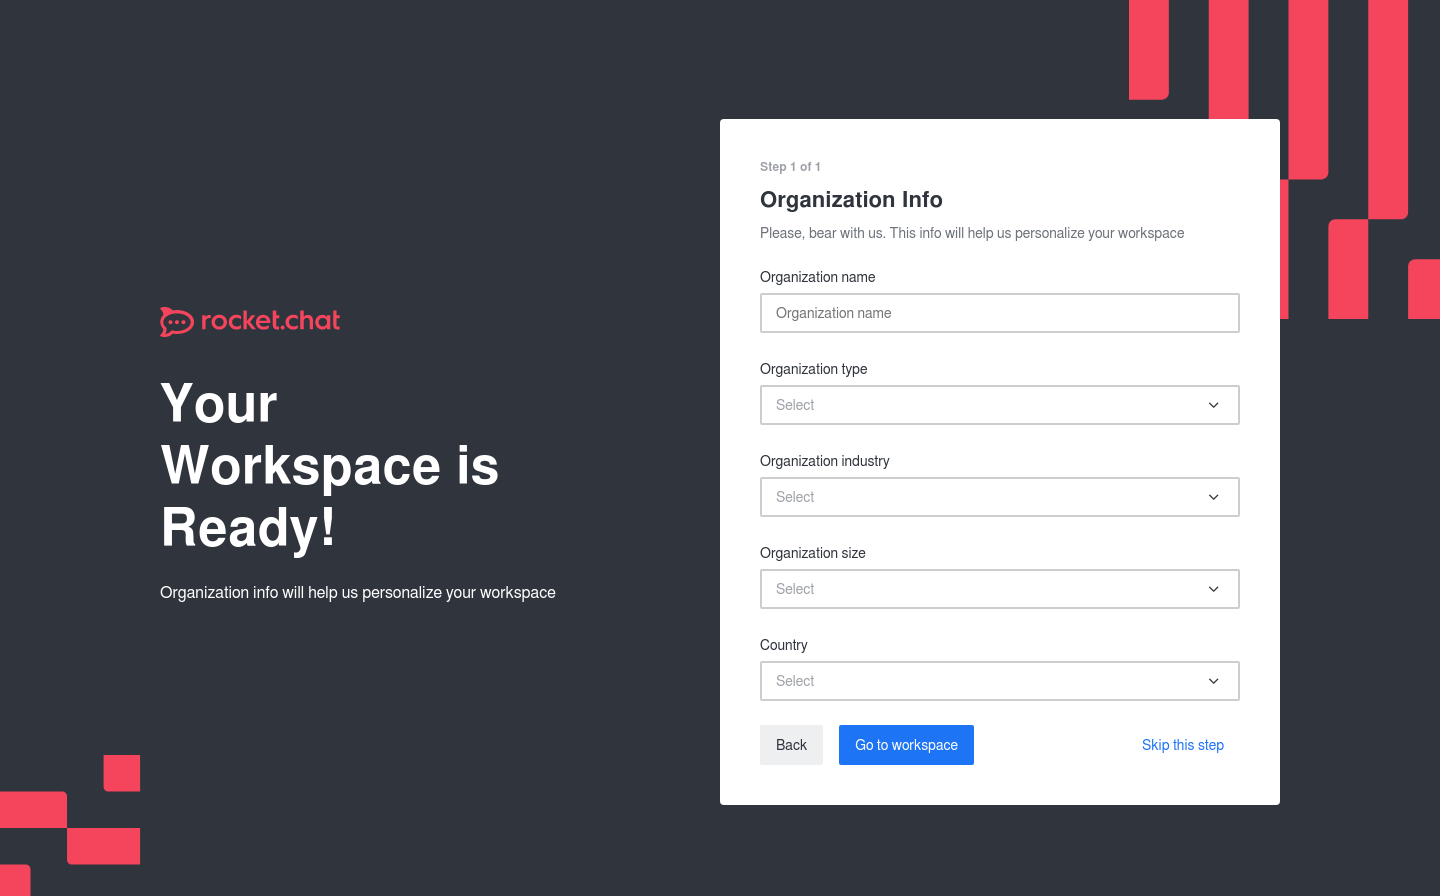 rocket.chat
Your
Workspace is
Ready!
Organization info will help us personalize your workspace
Step 1 of 1
Organization Info
Please, bear with us. This info will help us personalize your workspace
Organization name
Organization name
Organization type
Select
Organization industry
Select
Organization size
Select
Country
Select
Back
Go to workspace
Skip this step